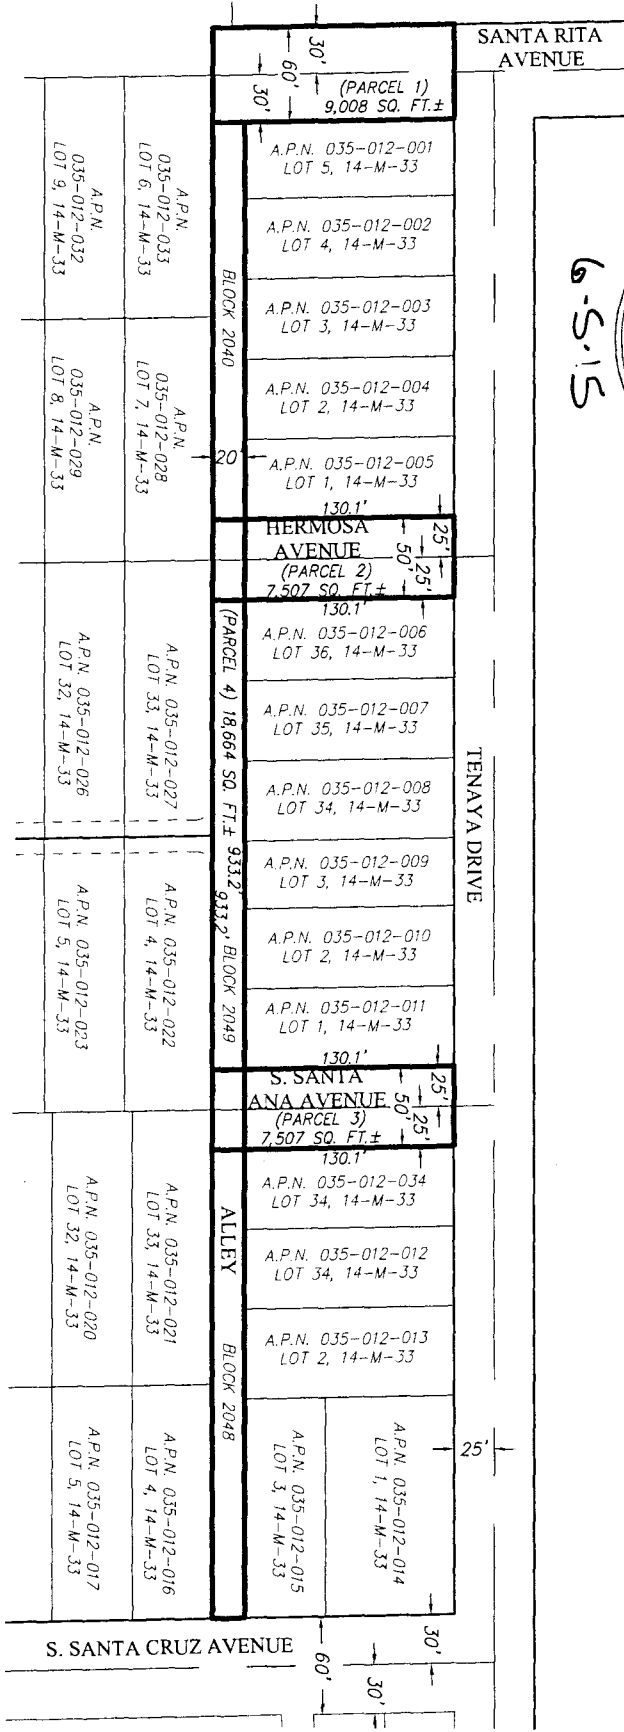 SANTA RITA
AVENUE
30'
60'
30'
(PARCEL 1)
9,008 SQ. FT.±
A.P.N. 035-012-001
LOT 5, 14-M-33
A.P.N. 035-012-002
LOT 4, 14-M-33
A.P.N. 035-012-003
LOT 3, 14-M-33
A.P.N. 035-012-004
LOT 2, 14-M-33
A.P.N. 035-012-005
LOT 1, 14-M-33
A.P.N.
035-012-033
LOT 6, 14-M-33
A.P.N.
035-012-032
LOT 9, 14-M-33
BLOCK 2040
6-5-15
A.P.N.
035-012-028
LOT 7, 14-M-33
A.P.N.
035-012-029
LOT 8, 14-M-33
20'
130.1'
HERMOSA
AVENUE
(PARCEL 2)
7,507 SQ. FT.±
25'
50'
25'
130.1'
A.P.N. 035-012-006
LOT 36, 14-M-33
A.P.N. 035-012-007
LOT 35, 14-M-33
A.P.N. 035-012-008
LOT 34, 14-M-33
A.P.N. 035-012-009
LOT 3, 14-M-33
A.P.N. 035-012-010
LOT 2, 14-M-33
A.P.N. 035-012-011
LOT 1, 14-M-33
(PARCEL 4) 18,664 SQ. FT.±
933.2'
933.2'
BLOCK 2049
A.P.N. 035-012-027
LOT 33, 14-M-33
A.P.N. 035-012-026
LOT 32, 14-M-33
TENAYA DRIVE
A.P.N. 035-012-022
LOT 4, 14-M-33
A.P.N. 035-012-023
LOT 5, 14-M-33
130.1'
S. SANTA
ANA AVENUE
(PARCEL 3)
7,507 SQ. FT.±
25'
50'
25'
130.1'
A.P.N. 035-012-034
LOT 34, 14-M-33
A.P.N. 035-012-012
LOT 34, 14-M-33
A.P.N. 035-012-013
LOT 2, 14-M-33
ALLEY
BLOCK 2048
A.P.N. 035-012-021
LOT 33, 14-M-33
A.P.N. 035-012-020
LOT 32, 14-M-33
A.P.N. 035-012-014
LOT 1, 14-M-33
A.P.N. 035-012-015
LOT 3, 14-M-33
25'
A.P.N. 035-012-016
LOT 4, 14-M-33
A.P.N. 035-012-017
LOT 5, 14-M-33
S. SANTA CRUZ AVENUE
30'
60'
30'